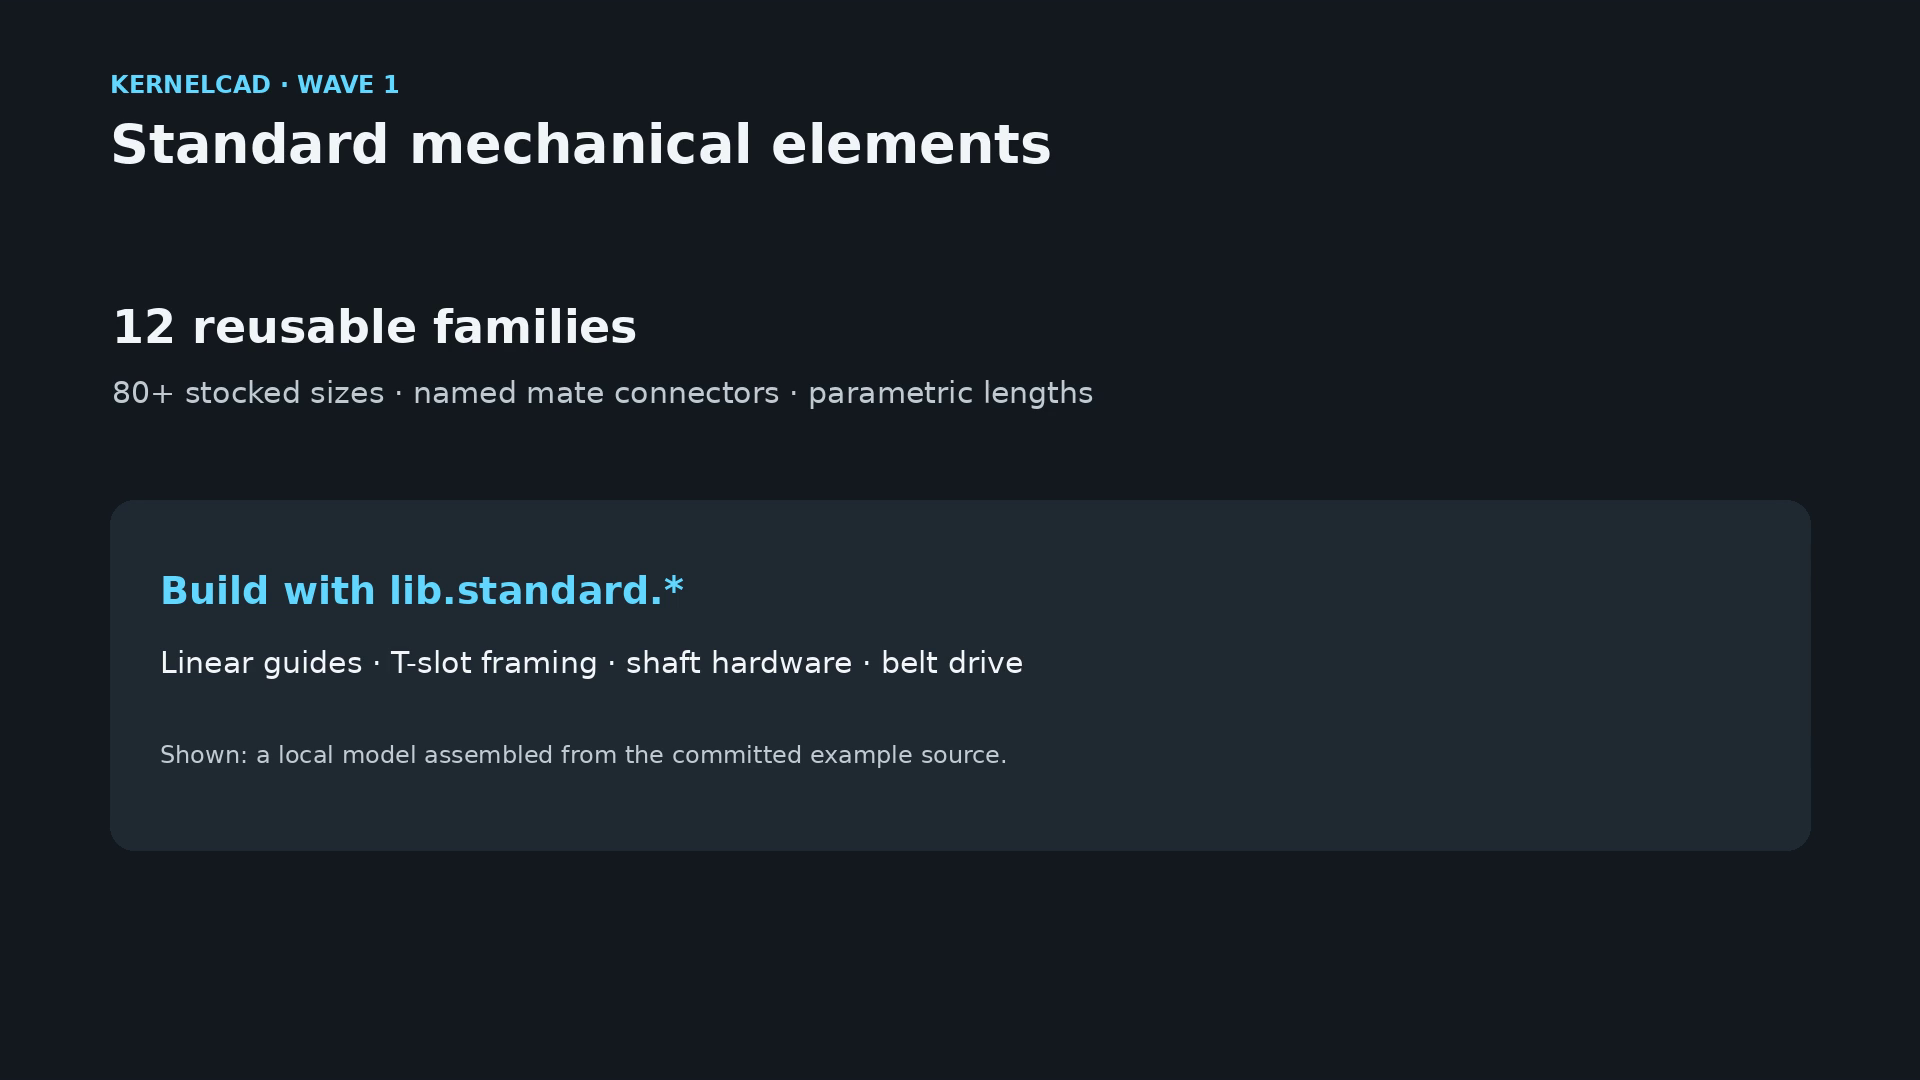 KERNELCAD · WAVE 1
Standard mechanical elements
12 reusable families
80+ stocked sizes · named mate connectors · parametric lengths
Build with lib.standard.*
Linear guides · T-slot framing · shaft hardware · belt drive
Shown: a local model assembled from the committed example source.